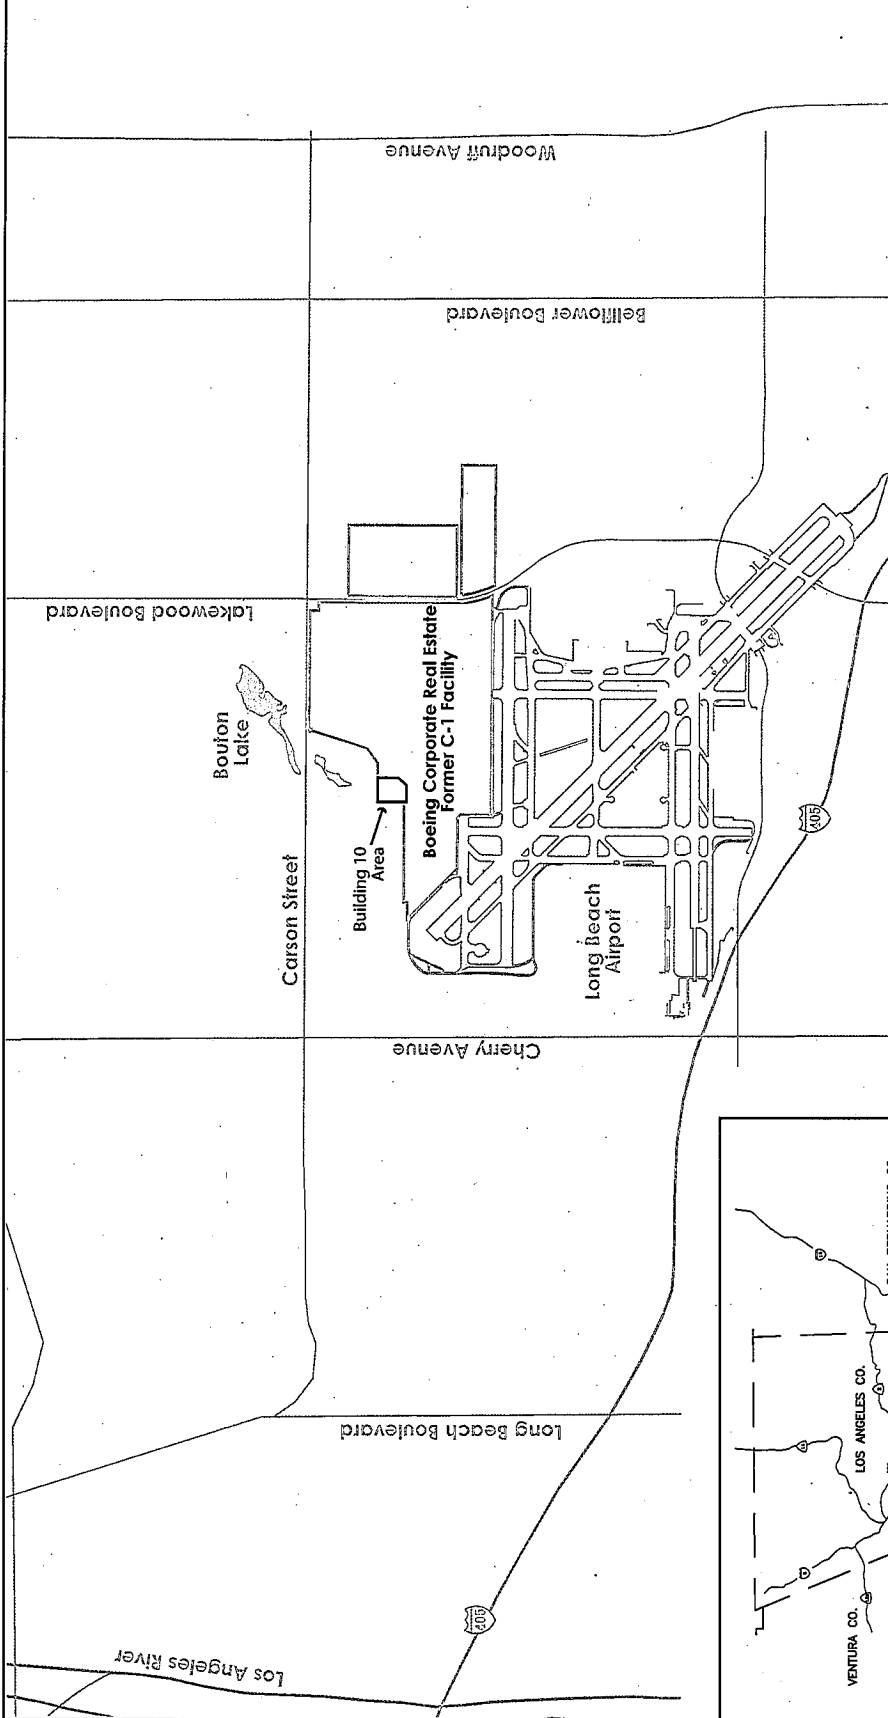 Woodruff Avenue
Bellflower Boulevard
Lakewood Boulevard
Bouton
Lake
Boeing Corporate Real Estate
Former C-1 Facility
Building 10
Area
Carson Street
Long Beach
Airport
405
Cherry Avenue
Long Beach Boulevard
405
Los Angeles River
LOS ANGELES CO.
VENTURA CO.